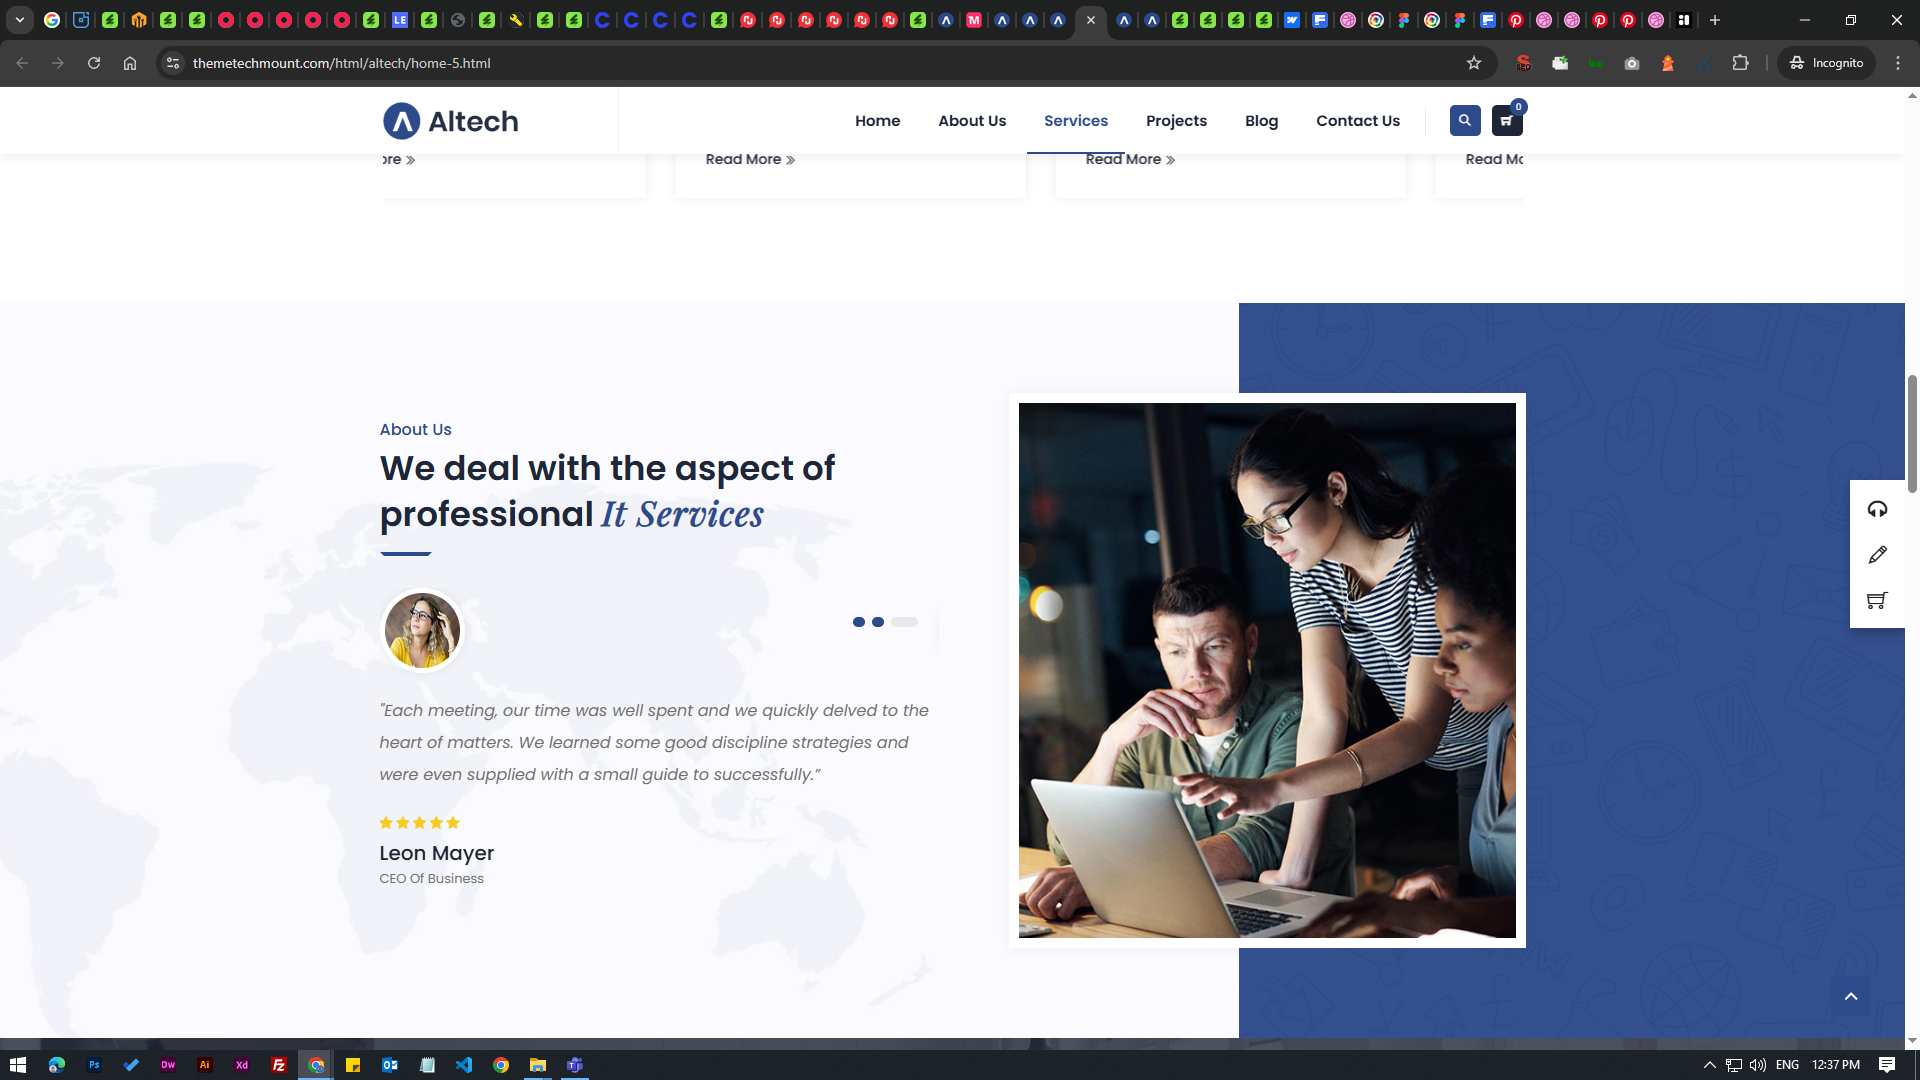 themetechmount.com/html/altech/home-5.html
Incognito
Altech
Home
About Us
Services
Projects
Blog
Contact Us
0
ore
Read More
Read More
Read Mo
About Us
We deal with the aspect of
professional It Services
"Each meeting, our time was well spent and we quickly delved to the
heart of matters. We learned some good discipline strategies and
were even supplied with a small guide to successfully.”
Leon Mayer
CEO Of Business
ENG
12:37 PM